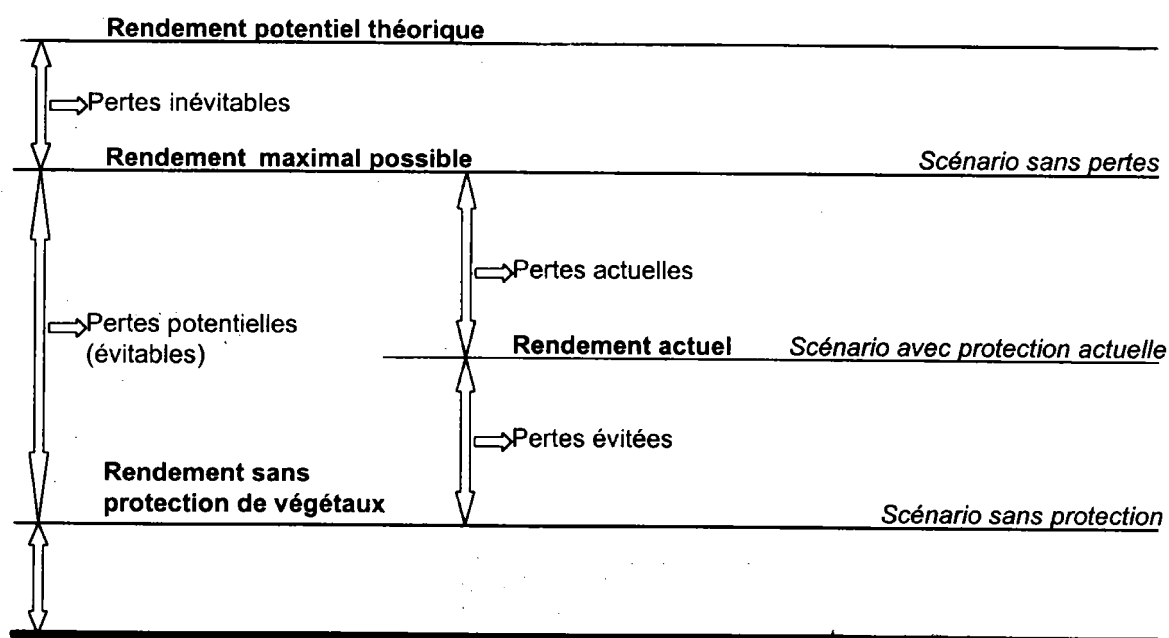 Rendement potentiel théorique
Pertes inévitables
Rendement maximal possible
Scénario sans pertes
Pertes actuelles
Pertes potentielles
(évitables)
Rendement actuel
Scénario avec protection actuelle
Pertes évitées
Rendement sans
protection de végétaux
Scénario sans protection